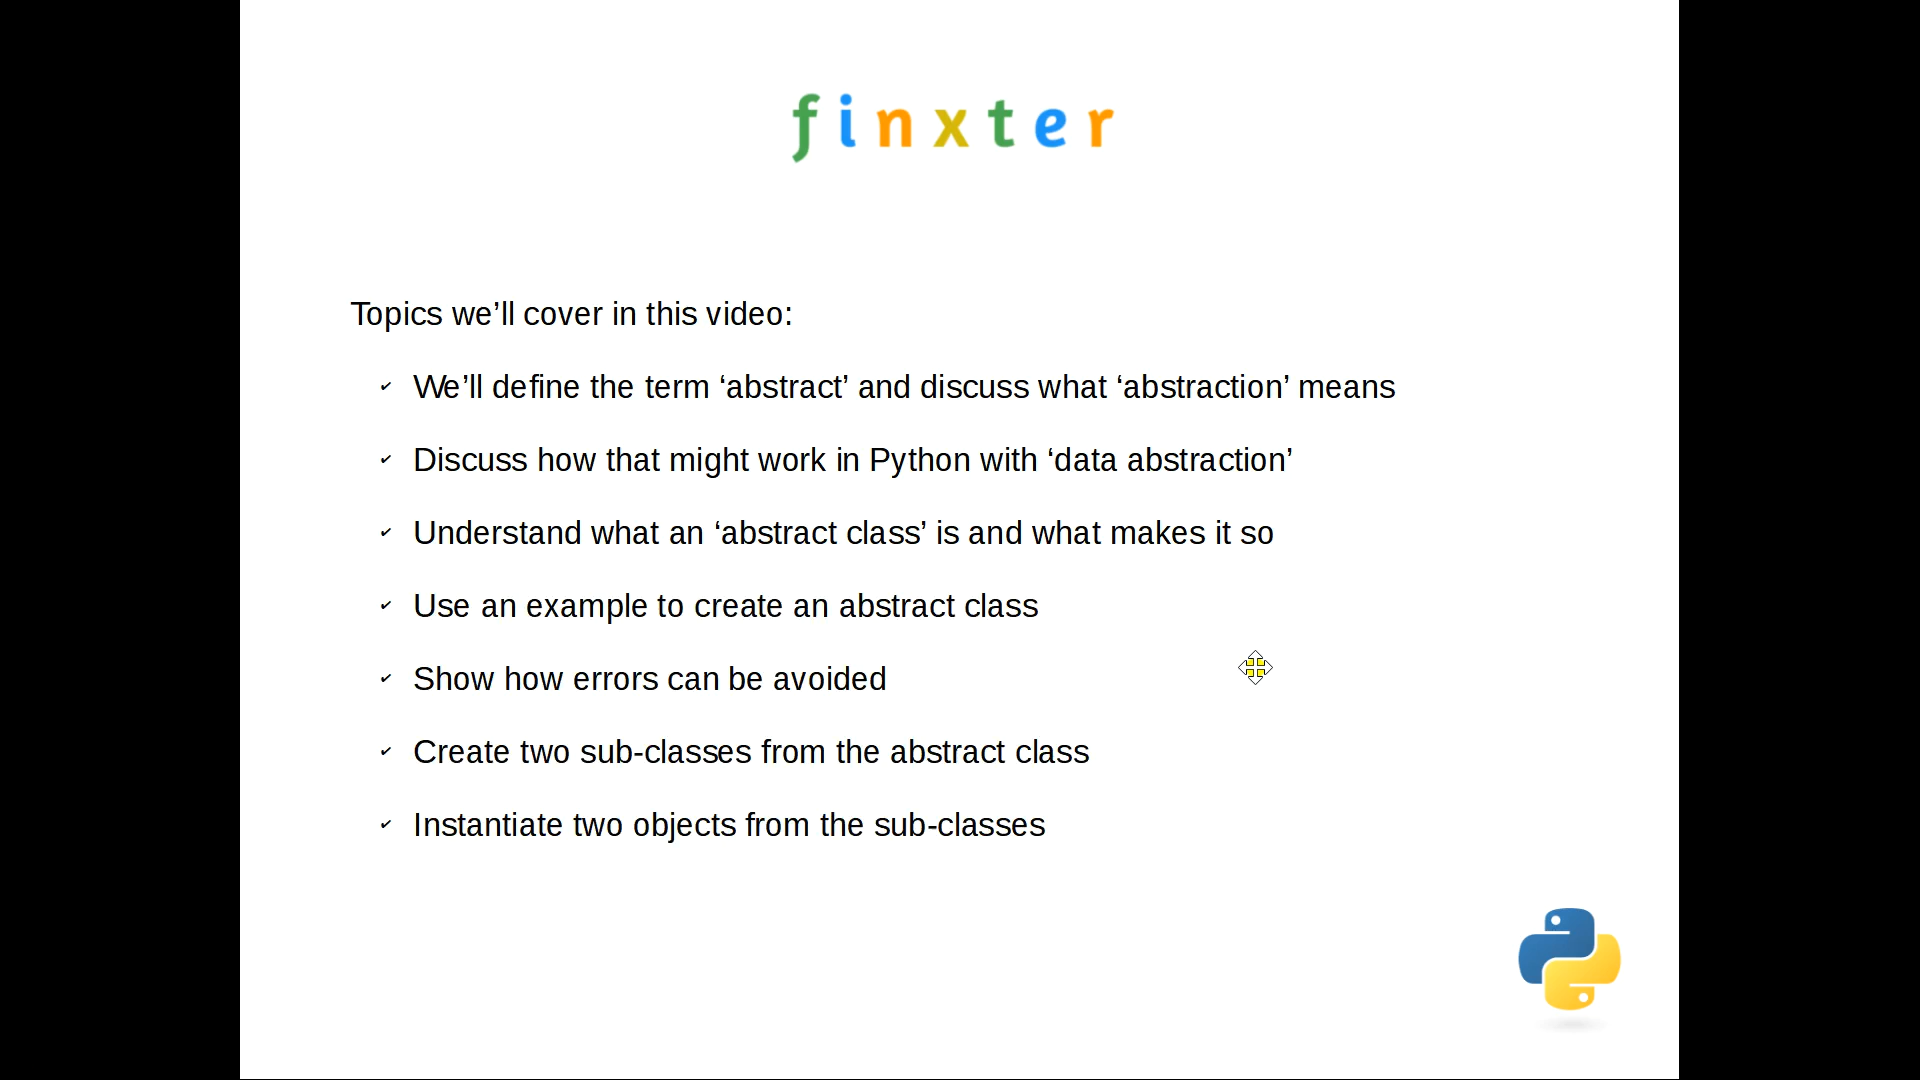 finxter
Topics we’ll cover in this video:
✔ We’ll define the term ‘abstract’ and discuss what ‘abstraction’ means
✔ Discuss how that might work in Python with ‘data abstraction’
✔ Understand what an ‘abstract class’ is and what makes it so
✔ Use an example to create an abstract class
✔ Show how errors can be avoided
✔ Create two sub-classes from the abstract class
✔ Instantiate two objects from the sub-classes